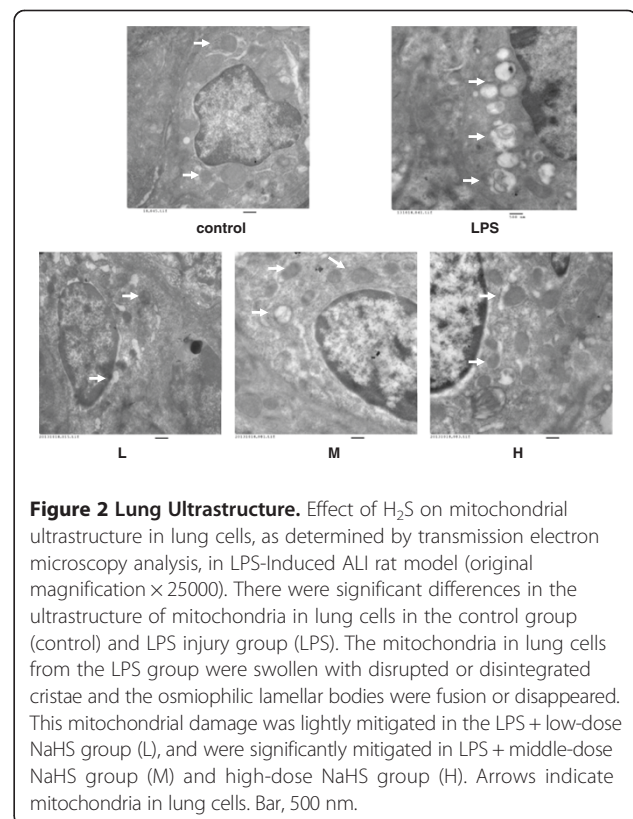 control
LPS
L
M
H
Figure 2 Lung Ultrastructure. Effect of H₂S on mitochondrial
ultrastructure in lung cells, as determined by transmission electron
microscopy analysis, in LPS-Induced ALI rat model (original
magnification × 25000). There were significant differences in the
ultrastructure of mitochondria in lung cells in the control group
(control) and LPS injury group (LPS). The mitochondria in lung cells
from the LPS group were swollen with disrupted or disintegrated
cristae and the osmiophilic lamellar bodies were fusion or disappeared.
This mitochondrial damage was lightly mitigated in the LPS + low-dose
NaHS group (L), and were significantly mitigated in LPS + middle-dose
NaHS group (M) and high-dose NaHS group (H). Arrows indicate
mitochondria in lung cells. Bar, 500 nm.